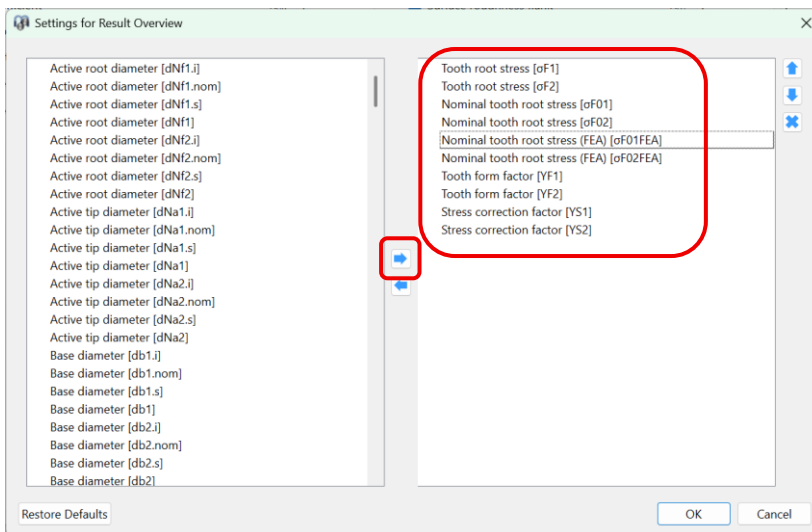 Settings for Result Overview
Active root diameter [dNf1.i]
Active root diameter [dNf1.nom]
Active root diameter [dNf1.s]
Active root diameter [dNf1]
Active root diameter [dNf2.i]
Active root diameter [dNf2.nom]
Active root diameter [dNf2.s]
Active root diameter [dNf2]
Active tip diameter [dNa1.i]
Active tip diameter [dNa1.nom]
Active tip diameter [dNa1.s]
Active tip diameter [dNa1]
Active tip diameter [dNa2.i]
Active tip diameter [dNa2.nom]
Active tip diameter [dNa2.s]
Active tip diameter [dNa2]
Base diameter [db1.i]
Base diameter [db1.nom]
Base diameter [db1.s]
Base diameter [db1]
Base diameter [db2.i]
Base diameter [db2.nom]
Base diameter [db2.s]
Base diameter [db2]
Tooth root stress [σF1]
Tooth root stress [σF2]
Nominal tooth root stress [σF01]
Nominal tooth root stress [σF02]
Nominal tooth root stress (FEA) [σF01FEA]
Nominal tooth root stress (FEA) [σF02FEA]
Tooth form factor [YF1]
Tooth form factor [YF2]
Stress correction factor [YS1]
Stress correction factor [YS2]
Restore Defaults
OK
Cancel